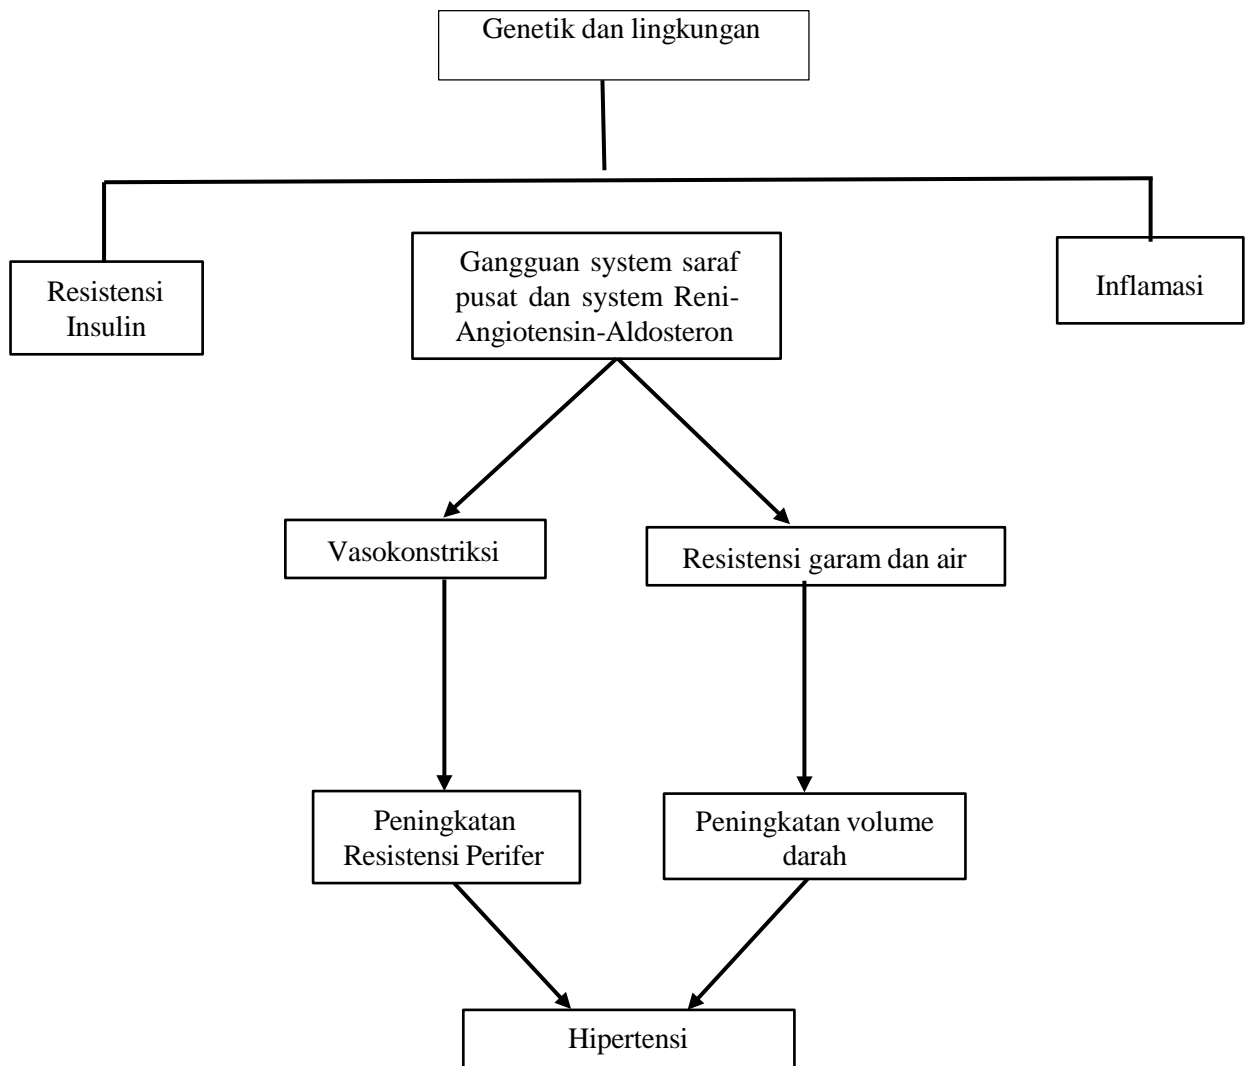 Genetik dan lingkungan
Resistensi
Insulin
Gangguan system saraf
pusat dan system Reni-
Angiotensin-Aldosteron
Inflamasi
Vasokonstriksi
Resistensi garam dan air
Peningkatan
Resistensi Perifer
Peningkatan volume
darah
Hipertensi